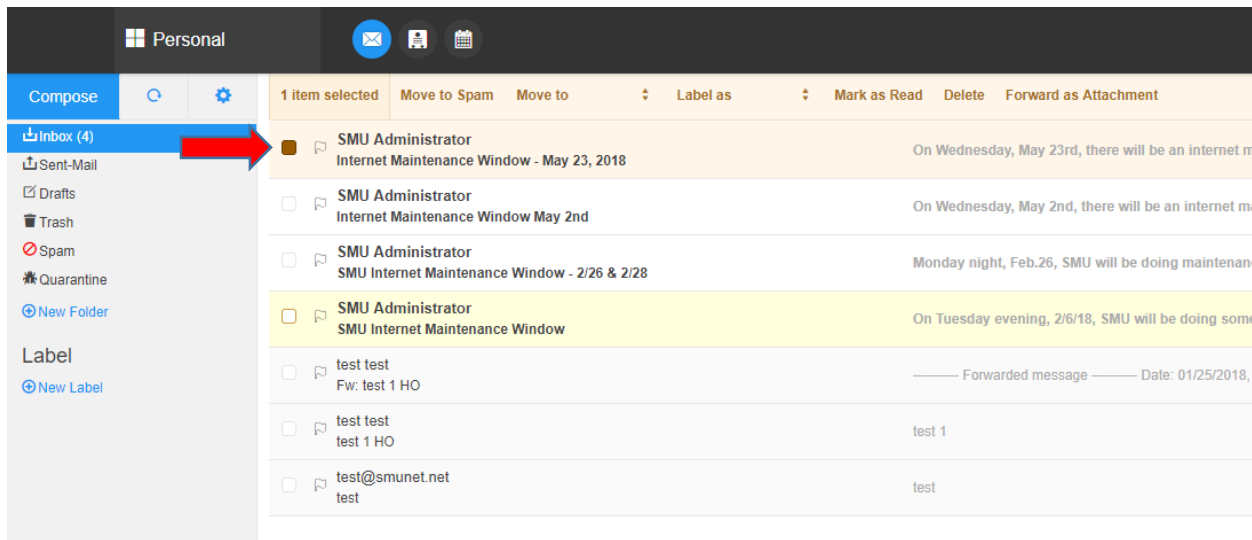 Personal
Compose
1 item selected Move to Spam Move to Label as Mark as Read Delete Forward as Attachment
Inbox (4)
Sent-Mail
Drafts
Trash
Spam
Quarantine
New Folder
Label
New Label
SMU Administrator
Internet Maintenance Window - May 23, 2018
On Wednesday, May 23rd, there will be an internet m
SMU Administrator
Internet Maintenance Window May 2nd
On Wednesday, May 2nd, there will be an internet ma
SMU Administrator
SMU Internet Maintenance Window - 2/26 & 2/28
Monday night, Feb.26, SMU will be doing maintenan
SMU Administrator
SMU Internet Maintenance Window
On Tuesday evening, 2/6/18, SMU will be doing some
test test
Fw: test 1 HO
---------- Forwarded message ---------- Date: 01/25/2018,
test test
test 1 HO
test 1
test@smunet.net
test
test